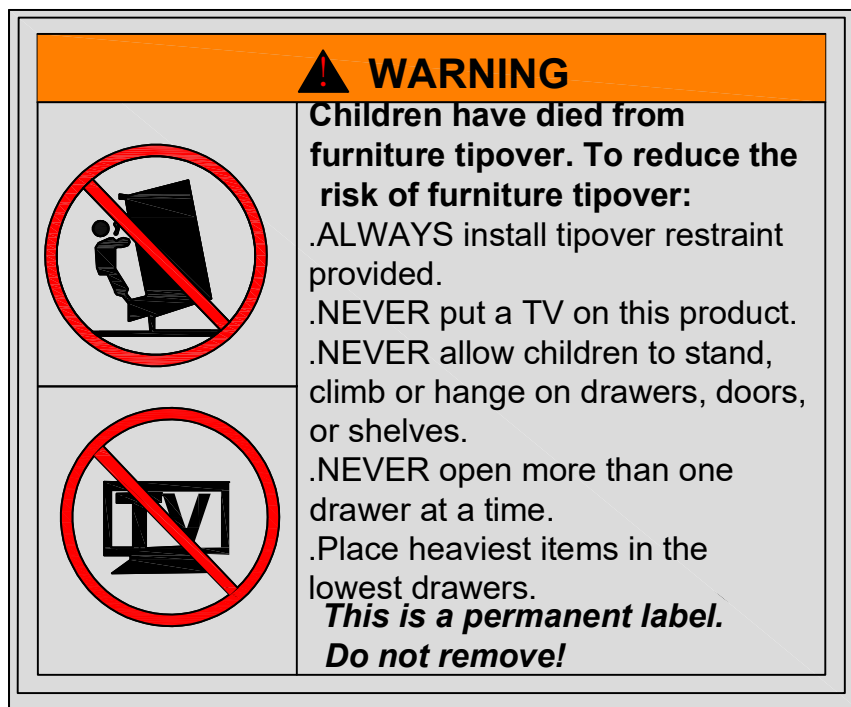 WARNING
Children have died from
furniture tipover. To reduce the
risk of furniture tipover:
.ALWAYS install tipover restraint
provided.
.NEVER put a TV on this product.
.NEVER allow children to stand,
climb or hange on drawers, doors,
or shelves.
.NEVER open more than one
drawer at a time.
.Place heaviest items in the
lowest drawers.
This is a permanent label.
Do not remove!
TV